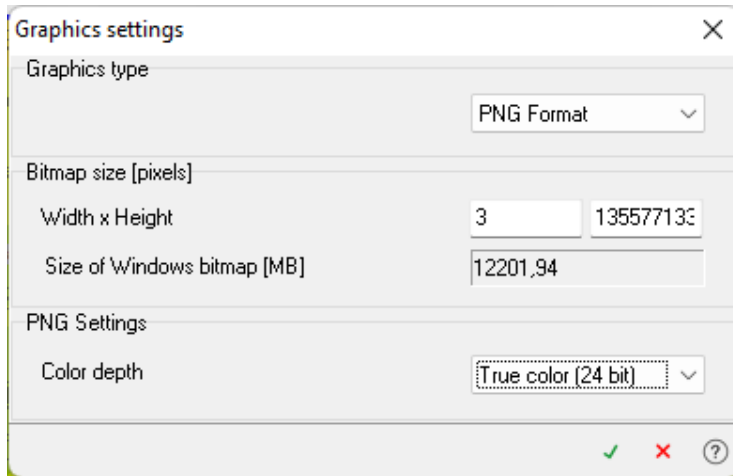 Graphics settings
Graphics type
PNG Format
Bitmap size [pixels]
Width x Height 3 135577133
Size of Windows bitmap [MB] 12201,94
PNG Settings
Color depth True color (24 bit)